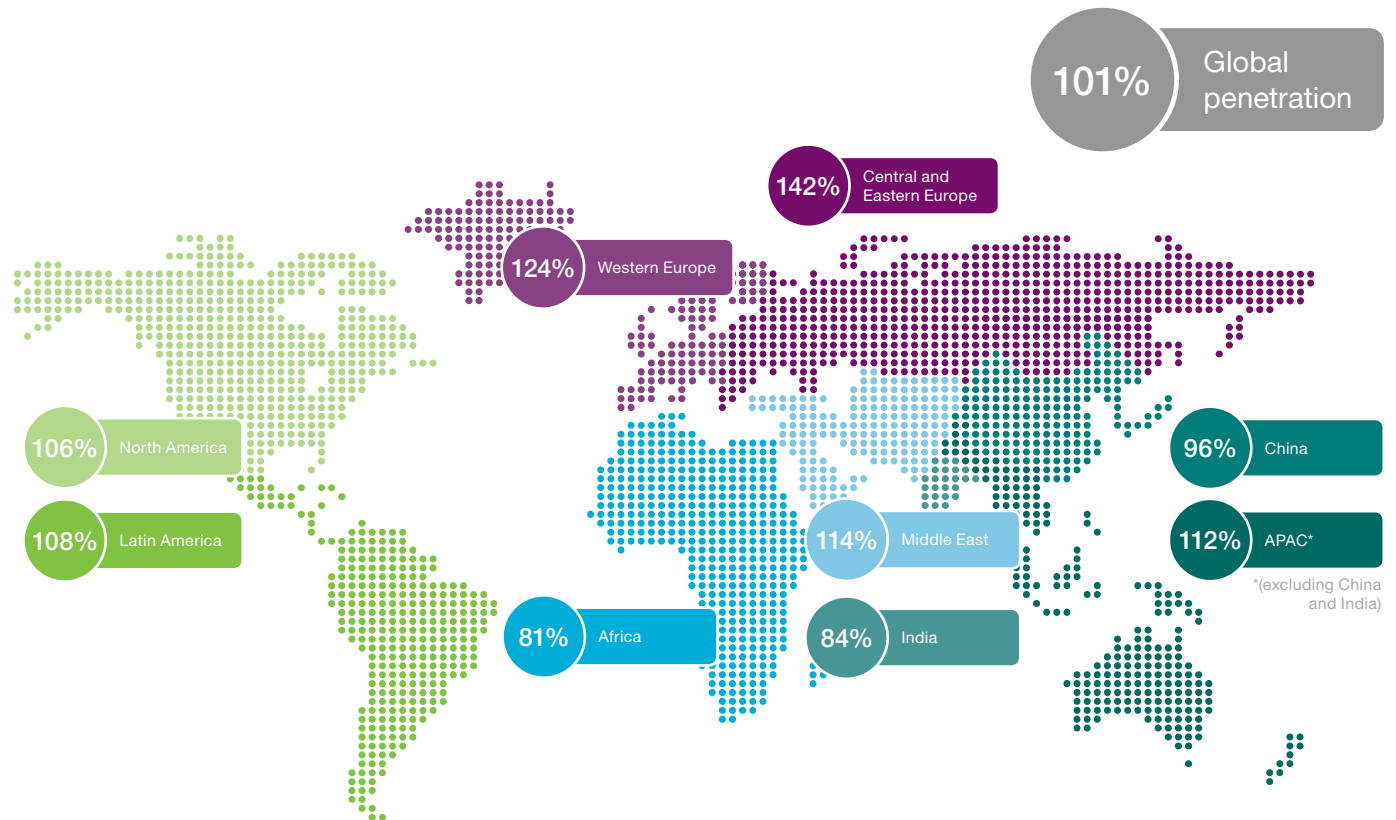 101%
Global
penetration
142%
Central and
Eastern Europe
124%
Western Europe
106%
North America
96%
China
108%
Latin America
114%
Middle East
112%
APAC*
*(excluding China
and India)
81%
Africa
84%
India